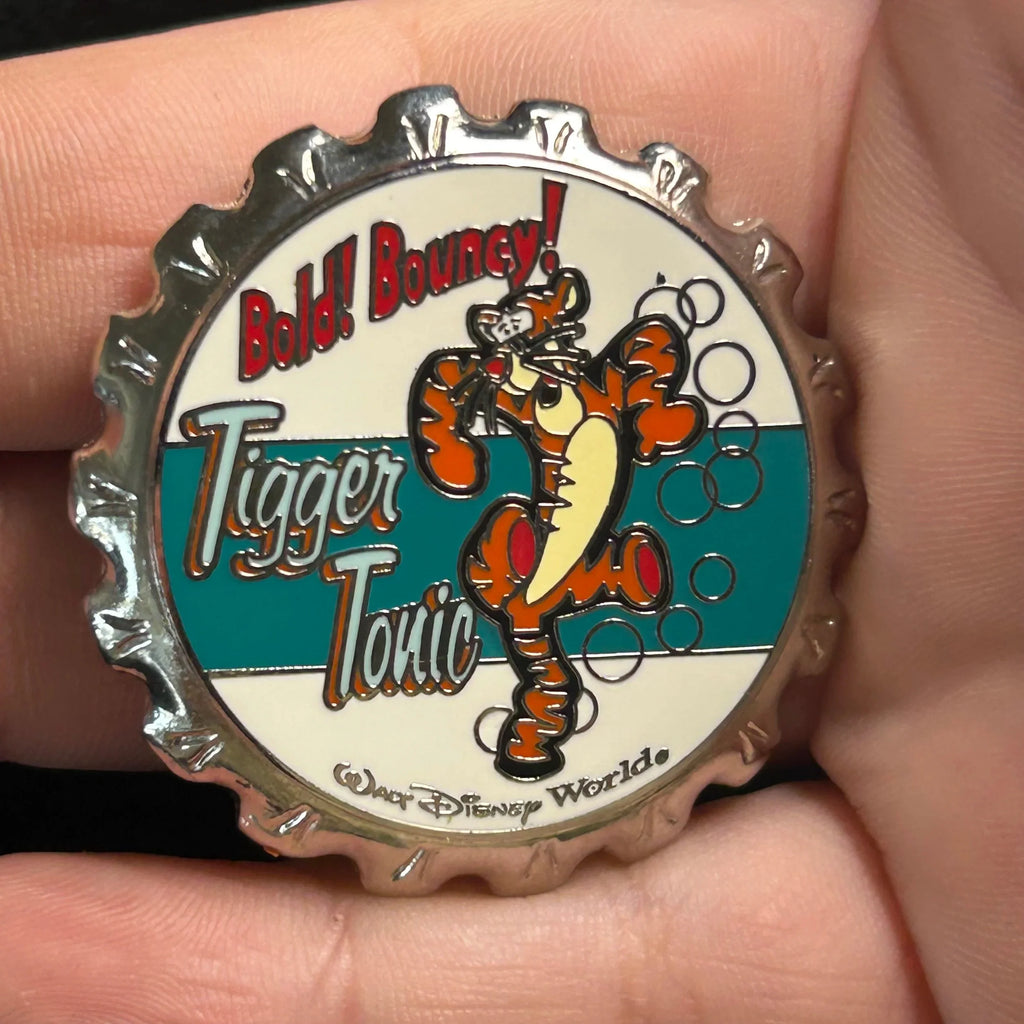 Bold! Bouncy!
Tigger
Tonic
Walt Disney World.